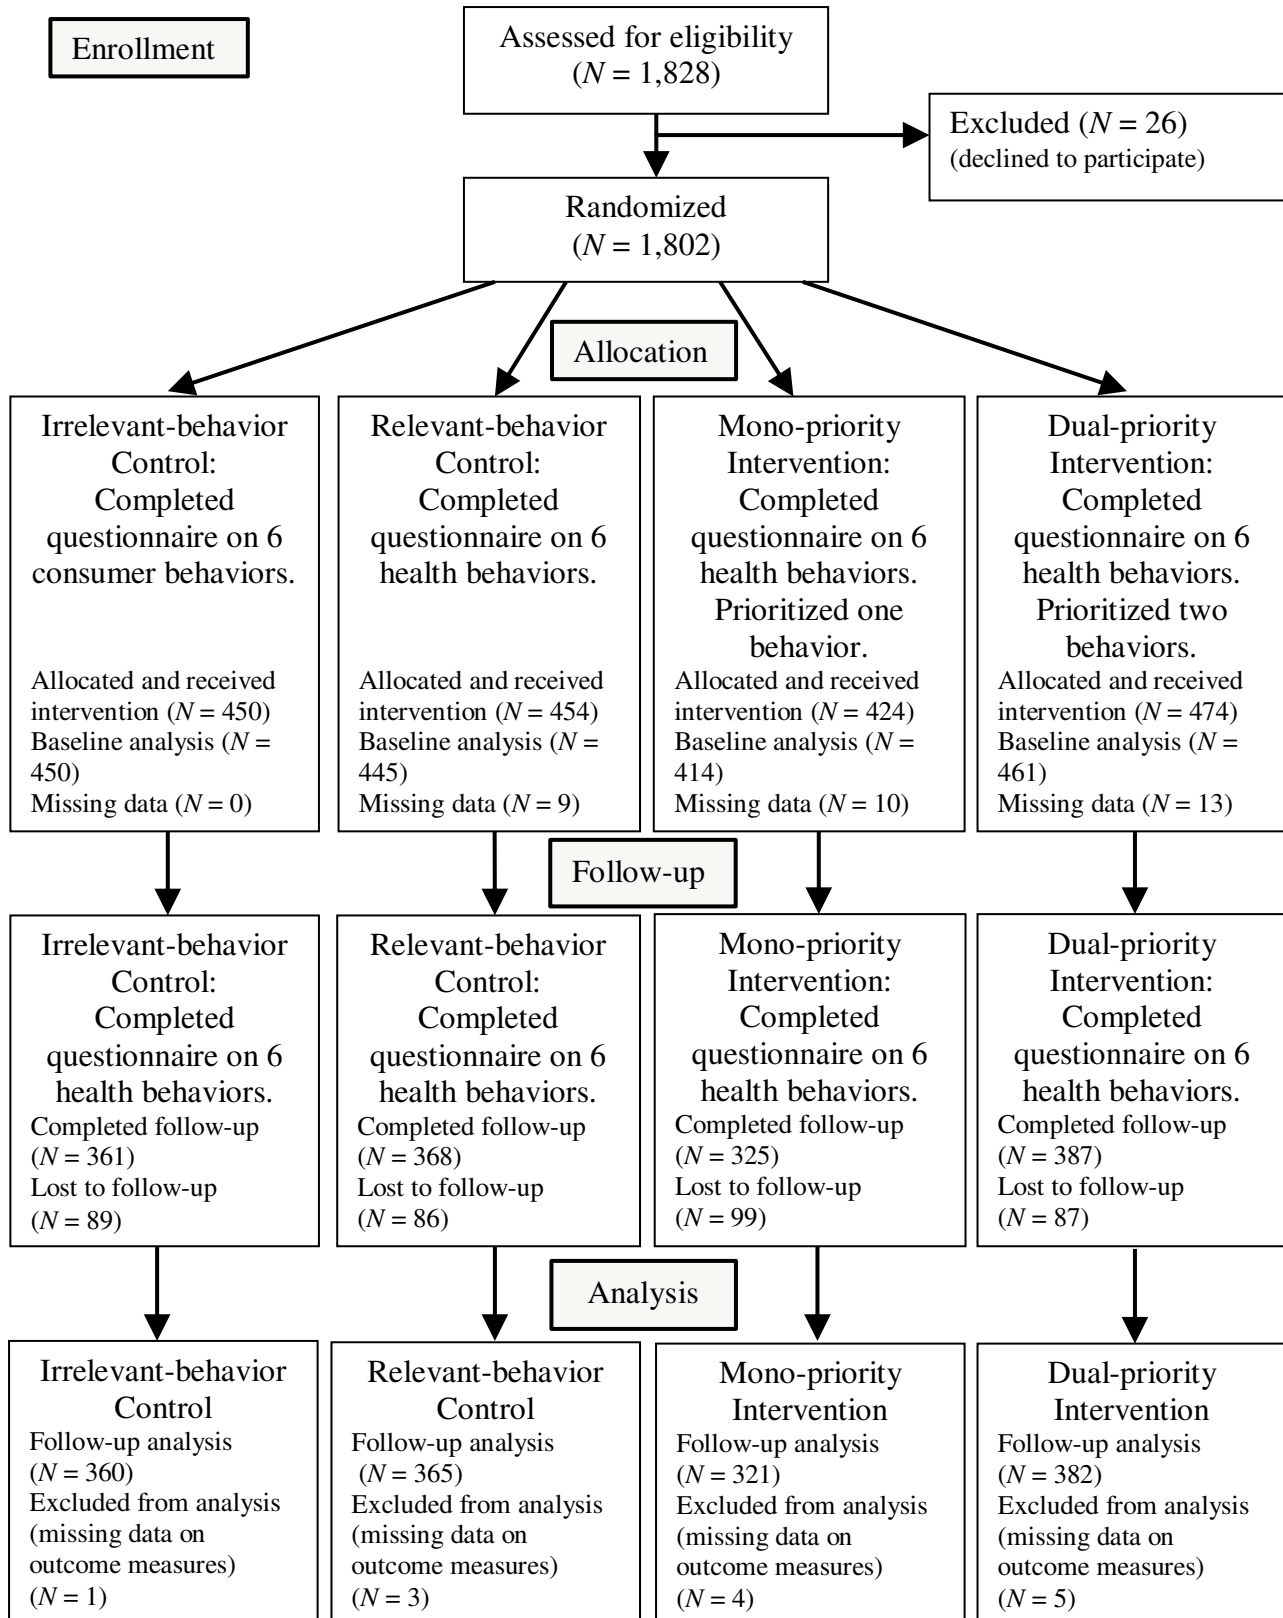 Enrollment
Assessed for eligibility
(N = 1,828)
Excluded (N = 26)
(declined to participate)
Randomized
(N = 1,802)
Allocation
Irrelevant-behavior
Control:
Completed
questionnaire on 6
consumer behaviors.
Allocated and received
intervention (N = 450)
Baseline analysis (N =
450)
Missing data (N = 0)
Relevant-behavior
Control:
Completed
questionnaire on 6
health behaviors.
Allocated and received
intervention (N = 454)
Baseline analysis (N =
445)
Missing data (N = 9)
Mono-priority
Intervention:
Completed
questionnaire on 6
health behaviors.
Prioritized one
behavior.
Allocated and received
intervention (N = 424)
Baseline analysis (N =
414)
Missing data (N = 10)
Dual-priority
Intervention:
Completed
questionnaire on 6
health behaviors.
Prioritized two
behaviors.
Allocated and received
intervention (N = 474)
Baseline analysis (N =
461)
Missing data (N = 13)
Follow-up
Irrelevant-behavior
Control:
Completed
questionnaire on 6
health behaviors.
Completed follow-up
(N = 361)
Lost to follow-up
(N = 89)
Relevant-behavior
Control:
Completed
questionnaire on 6
health behaviors.
Completed follow-up
(N = 368)
Lost to follow-up
(N = 86)
Mono-priority
Intervention:
Completed
questionnaire on 6
health behaviors.
Completed follow-up
(N = 325)
Lost to follow-up
(N = 99)
Dual-priority
Intervention:
Completed
questionnaire on 6
health behaviors.
Completed follow-up
(N = 387)
Lost to follow-up
(N = 87)
Analysis
Irrelevant-behavior
Control
Follow-up analysis
(N = 360)
Excluded from analysis
(missing data on
outcome measures)
(N = 1)
Relevant-behavior
Control
Follow-up analysis
(N = 365)
Excluded from analysis
(missing data on
outcome measures)
(N = 3)
Mono-priority
Intervention
Follow-up analysis
(N = 321)
Excluded from analysis
(missing data on
outcome measures)
(N = 4)
Dual-priority
Intervention
Follow-up analysis
(N = 382)
Excluded from analysis
(missing data on
outcome measures)
(N = 5)